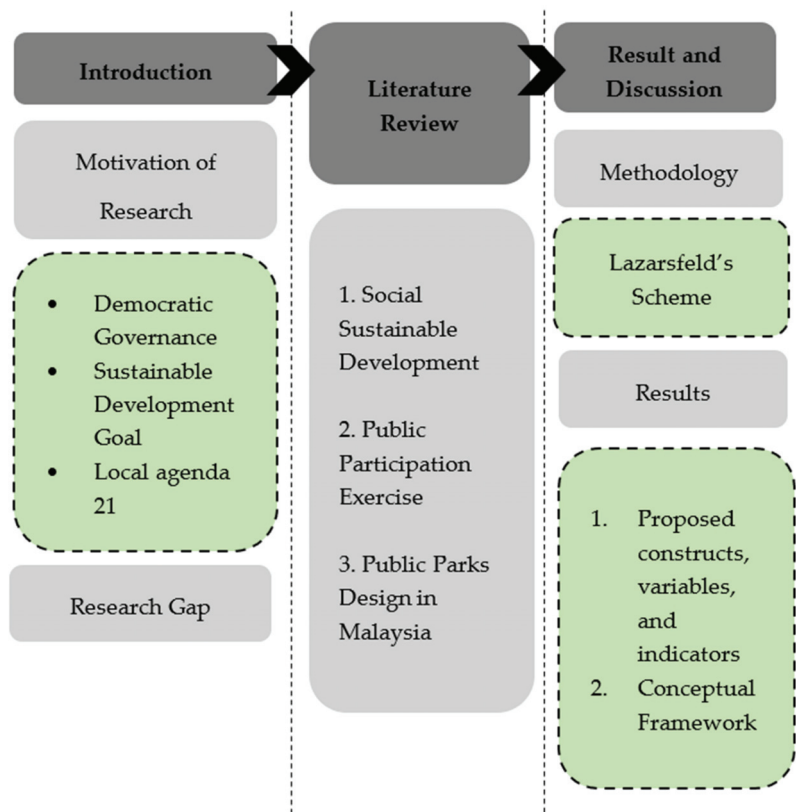 Introduction
Motivation of
Research
• Democratic
Governance
• Sustainable
Development
Goal
• Local agenda
21
Research Gap
Literature
Review
1. Social
Sustainable
Development
2. Public
Participation
Exercise
3. Public Parks
Design in
Malaysia
Result and
Discussion
Methodology
Lazarsfeld’s
Scheme
Results
1. Proposed
constructs,
variables,
and
indicators
2. Conceptual
Framework